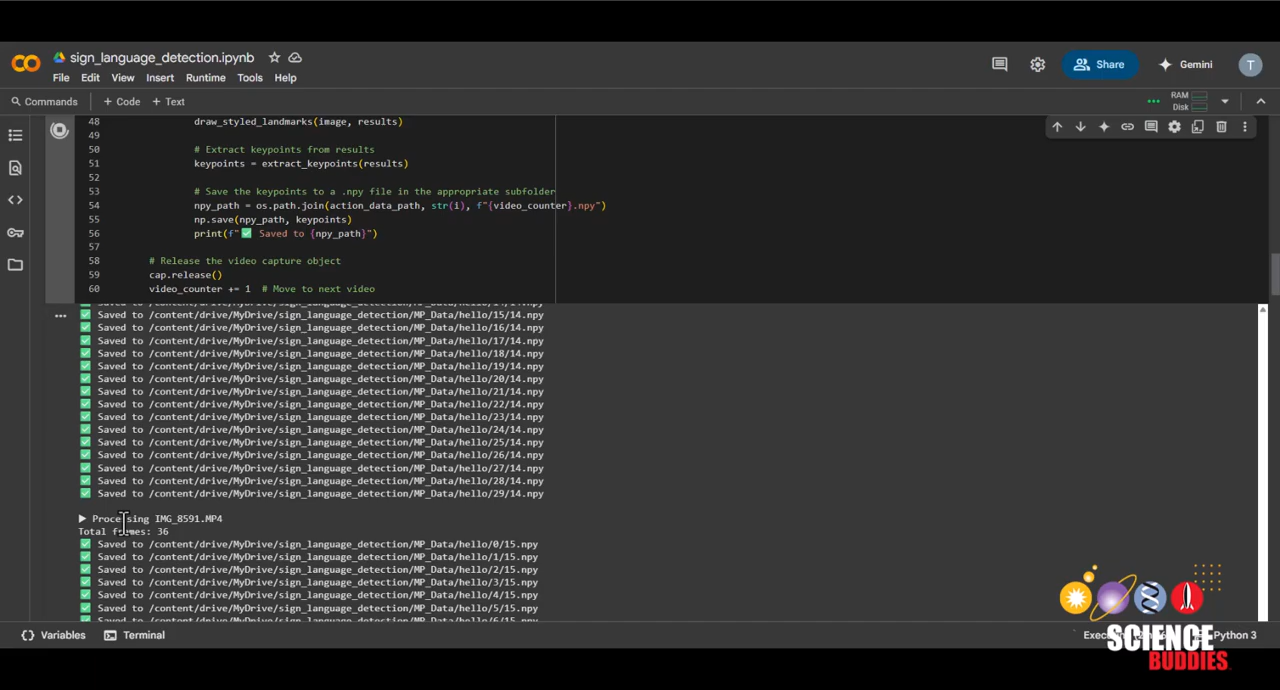 sign_language_detection.ipynb
File Edit View Insert Runtime Tools Help
Share
Gemini
T
Commands + Code + Text
RAM
Disk
48 draw_styled_landmarks(image, results)
49
50 # Extract keypoints from results
51 keypoints = extract_keypoints(results)
52
53 # Save the keypoints to a .npy file in the appropriate subfolder
54 npy_path = os.path.join(action_data_path, str(i), f"{video_counter}.npy")
55 np.save(npy_path, keypoints)
56 print(f"✅ Saved to {npy_path}")
57
58 # Release the video capture object
59 cap.release()
60 video_counter += 1 # Move to next video
✅ Saved to /content/drive/MyDrive/sign_language_detection/MP_Data/hello/14/14.npy
✅ Saved to /content/drive/MyDrive/sign_language_detection/MP_Data/hello/15/14.npy
✅ Saved to /content/drive/MyDrive/sign_language_detection/MP_Data/hello/16/14.npy
✅ Saved to /content/drive/MyDrive/sign_language_detection/MP_Data/hello/17/14.npy
✅ Saved to /content/drive/MyDrive/sign_language_detection/MP_Data/hello/18/14.npy
✅ Saved to /content/drive/MyDrive/sign_language_detection/MP_Data/hello/19/14.npy
✅ Saved to /content/drive/MyDrive/sign_language_detection/MP_Data/hello/20/14.npy
✅ Saved to /content/drive/MyDrive/sign_language_detection/MP_Data/hello/21/14.npy
✅ Saved to /content/drive/MyDrive/sign_language_detection/MP_Data/hello/22/14.npy
✅ Saved to /content/drive/MyDrive/sign_language_detection/MP_Data/hello/23/14.npy
✅ Saved to /content/drive/MyDrive/sign_language_detection/MP_Data/hello/24/14.npy
✅ Saved to /content/drive/MyDrive/sign_language_detection/MP_Data/hello/25/14.npy
✅ Saved to /content/drive/MyDrive/sign_language_detection/MP_Data/hello/26/14.npy
✅ Saved to /content/drive/MyDrive/sign_language_detection/MP_Data/hello/27/14.npy
✅ Saved to /content/drive/MyDrive/sign_language_detection/MP_Data/hello/28/14.npy
✅ Saved to /content/drive/MyDrive/sign_language_detection/MP_Data/hello/29/14.npy
▶ Processing IMG_8591.MP4
Total frames: 36
✅ Saved to /content/drive/MyDrive/sign_language_detection/MP_Data/hello/0/15.npy
✅ Saved to /content/drive/MyDrive/sign_language_detection/MP_Data/hello/1/15.npy
✅ Saved to /content/drive/MyDrive/sign_language_detection/MP_Data/hello/2/15.npy
✅ Saved to /content/drive/MyDrive/sign_language_detection/MP_Data/hello/3/15.npy
✅ Saved to /content/drive/MyDrive/sign_language_detection/MP_Data/hello/4/15.npy
✅ Saved to /content/drive/MyDrive/sign_language_detection/MP_Data/hello/5/15.npy
✅ Saved to /content/drive/MyDrive/sign_language_detection/MP_Data/hello/6/15.npy
Variables Terminal
Python 3
SCIENCE
BUDDIES